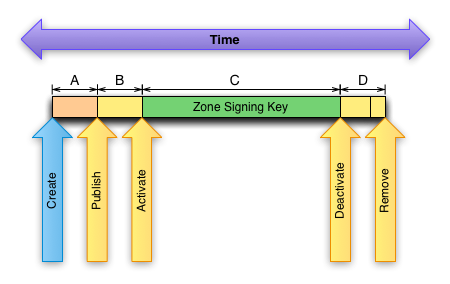 Time
A B C D
Zone Signing Key
Create
Publish
Activate
Deactivate
Remove